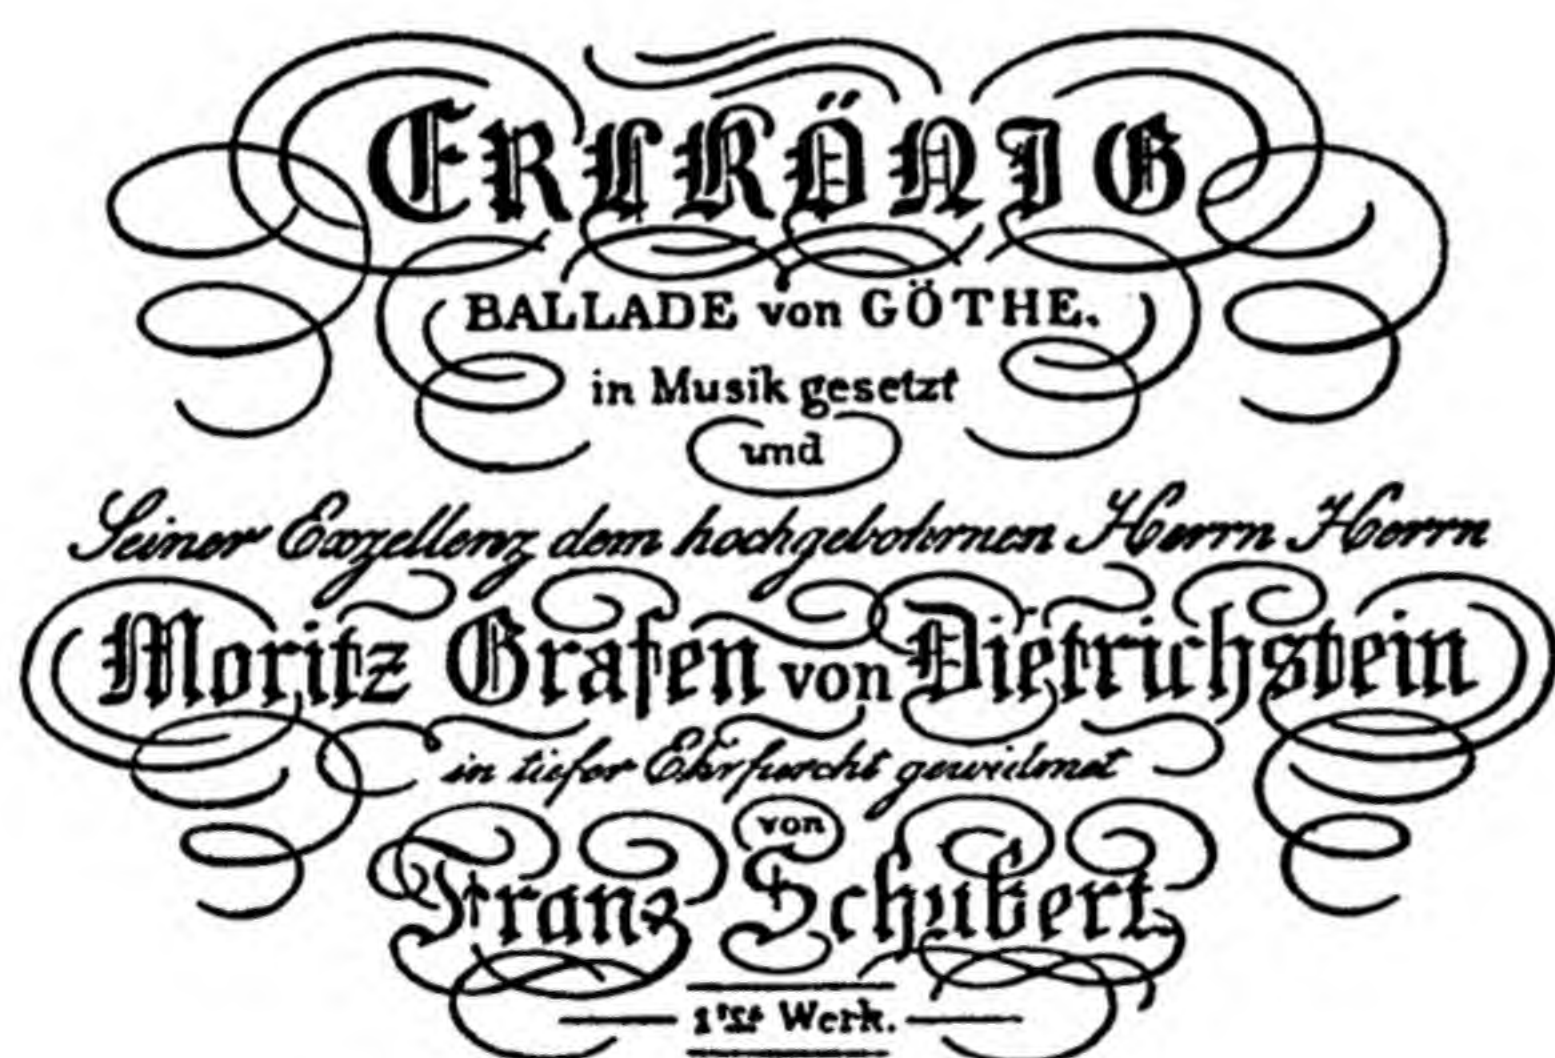 ERLKÖNIG
BALLADE von GÖTHE.
in Musik gesetzt
und
Seiner Exzellenz dem hochgebohrnen Herrn Herrn
Moritz Grafen von Dietrichstein
in tiefer Ehrfurcht gewidmet
von
Franz Schubert
1tes Werk.